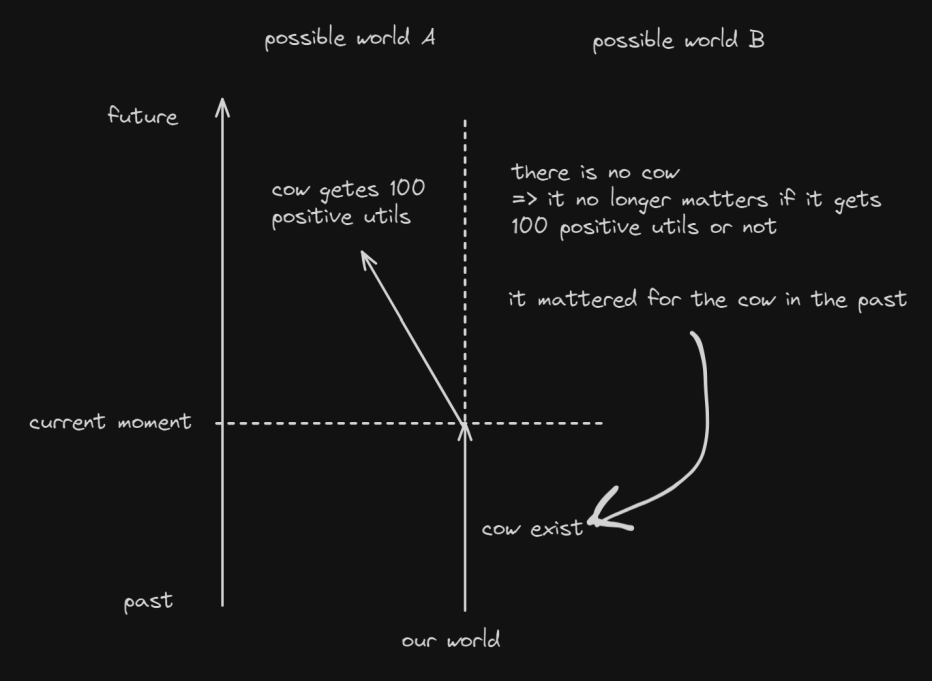 possible world A
possible world B
future
cow getes 100
positive utils
there is no cow
=> it no longer matters if it gets
100 positive utils or not
it mattered for the cow in the past
current moment
cow exist
past
our world